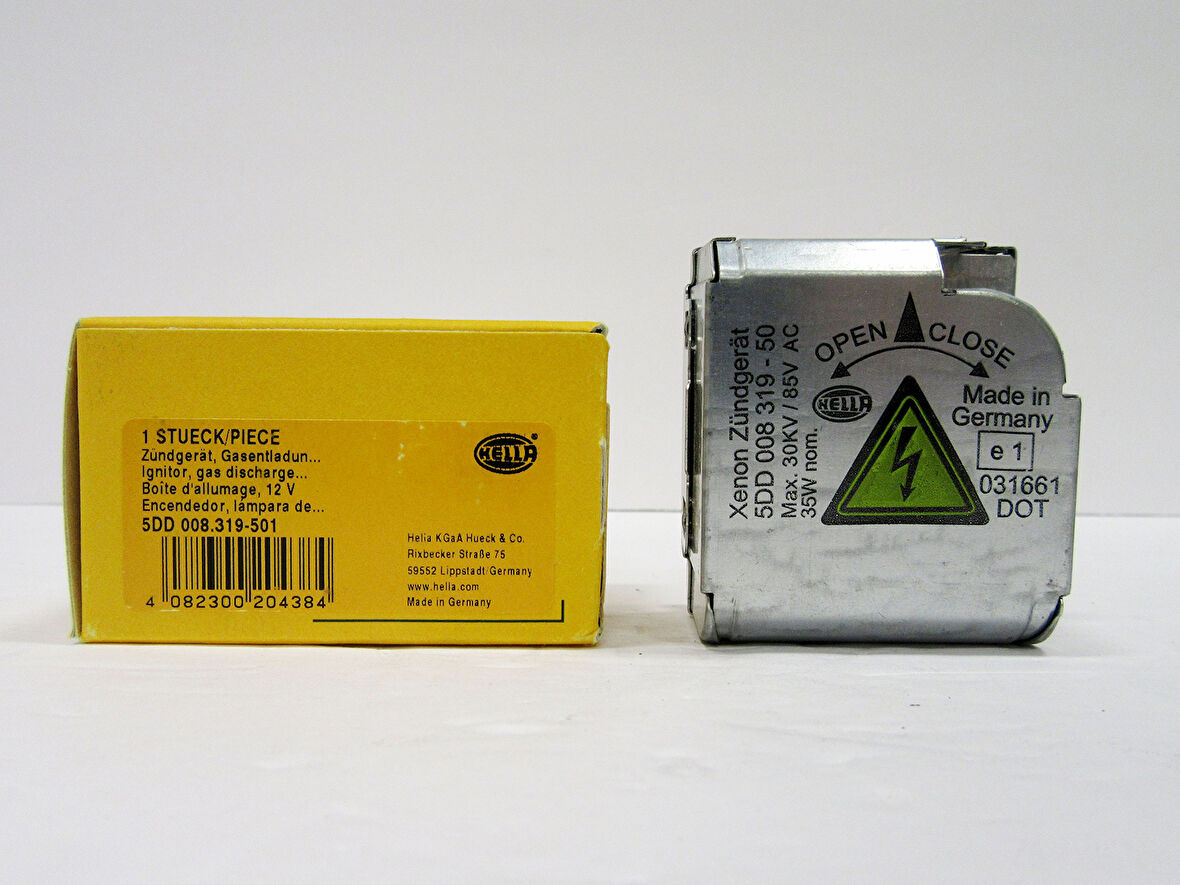 1 STUECK/PIECE
Zündgerät, Gasentladun...
Ignitor, gas discharge...
Boîte d'allumage, 12 V
Encendedor, lámpara de...
5DD 008.319-501
4 082300 204384
HELLA
Hella KGaA Hueck & Co.
Rixbecker Straße 75
59552 Lippstadt/Germany
www.hella.com
Made in Germany
Xenon Zündgerät
5DD 008 319 - 50
Max. 30KV / 85V AC
35W nom.
OPEN CLOSE
HELLA
Made in
Germany
e 1
031661
DOT